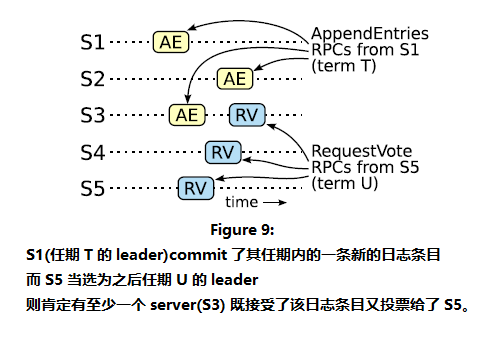 S1 AE AppendEntries
RPCs from S1
S2 AE (term T)
S3 AE RV
S4 RV RequestVote
RPCs from S5
S5 RV (term U)
time
Figure 9:
S1(任期 T 的 leader)commit 了其任期内的一条新的日志条目
而 S5 当选为之后任期 U 的 leader
则肯定有至少一个 server(S3) 既接受了该日志条目又投票给了 S5。